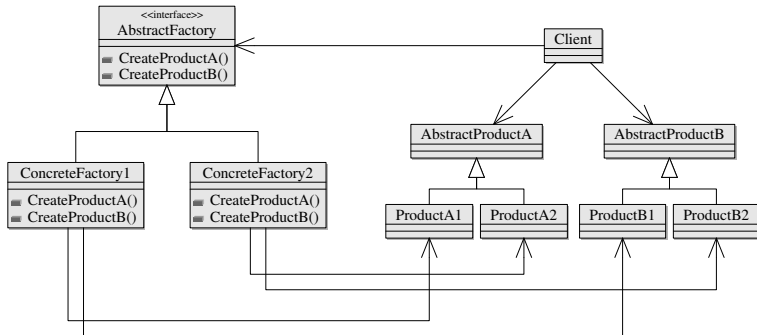 <<interface>>
AbstractFactory
CreateProductA()
CreateProductB()
Client
AbstractProductA
AbstractProductB
ConcreteFactory1
CreateProductA()
CreateProductB()
ConcreteFactory2
CreateProductA()
CreateProductB()
ProductA1
ProductA2
ProductB1
ProductB2